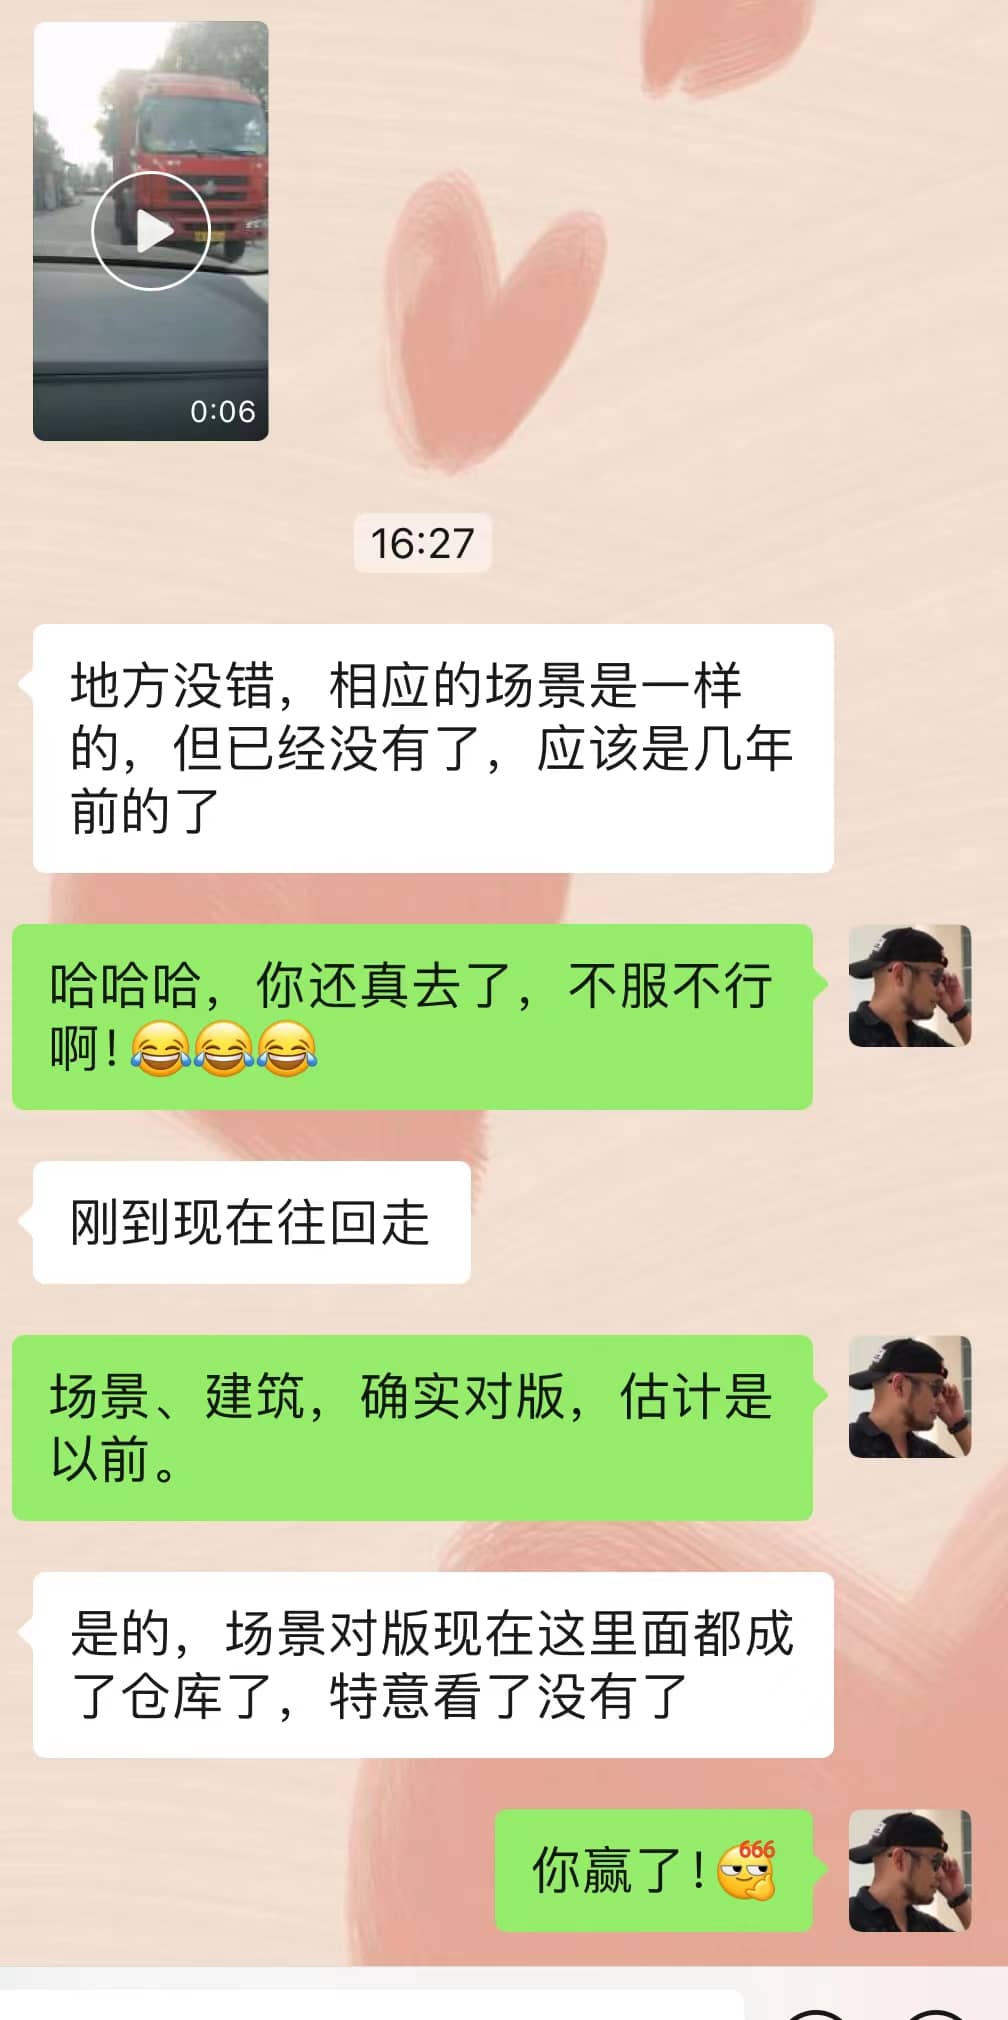 0:06
16:27
地方没错，相应的场景是一样
的，但已经没有了，应该是几年
前的了
哈哈哈，你还真去了，不服不行
啊！😂😂😂
刚到现在往回走
场景、建筑，确实对版，估计是
以前。
是的，场景对版现在这里面都成
了仓库了，特意看了没有了
你赢了！666